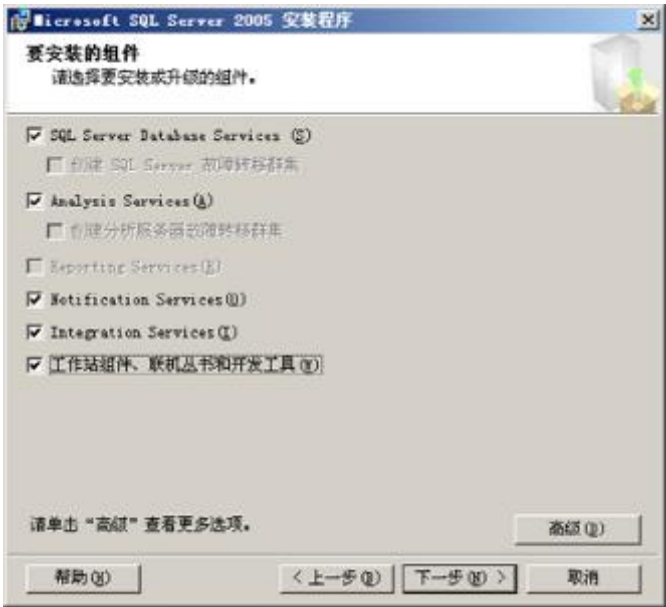 Microsoft SQL Server 2005 安装程序
要安装的组件
请选择要安装或升级的组件。
SQL Server Database Services (S)
创建 SQL Server 故障转移群集
Analysis Services(A)
创建分析服务器故障转移群集
Reporting Services(R)
Notification Services(O)
Integration Services(I)
工作站组件、联机丛书和开发工具(W)
请单击“高级”查看更多选项。
高级(D)
帮助(H)
< 上一步(B)
下一步(N) >
取消